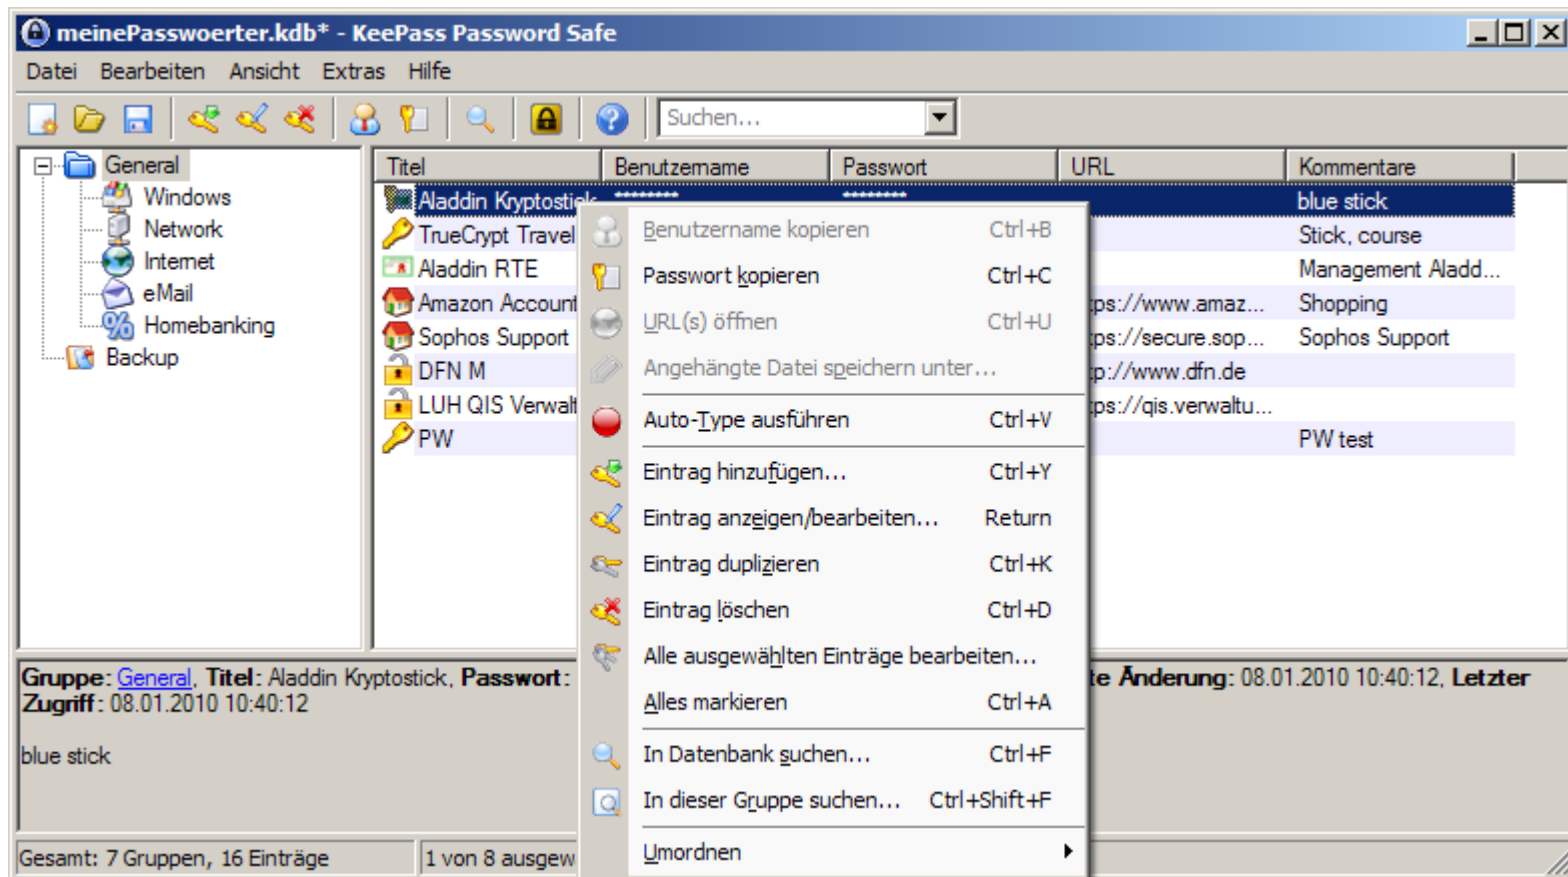 meinePasswoerter.kdb* - KeePass Password Safe
Datei Bearbeiten Ansicht Extras Hilfe
Suchen...
General
Windows
Network
Internet
eMail
Homebanking
Backup
Titel Benutzername Passwort URL Kommentare
Aladdin Kryptostick ******** ******** blue stick
TrueCrypt Travel Stick, course
Aladdin RTE Management Aladd...
Amazon Account ps://www.amaz... Shopping
Sophos Support ps://secure.sop... Sophos Support
DFN M p://www.dfn.de
LUH QIS Verwalt ps://qis.verwaltu...
PW PW test
Benutzername kopieren Ctrl+B
Passwort kopieren Ctrl+C
URL(s) öffnen Ctrl+U
Angehängte Datei speichern unter...
Auto-Type ausführen Ctrl+V
Eintrag hinzufügen... Ctrl+Y
Eintrag anzeigen/bearbeiten... Return
Eintrag duplizieren Ctrl+K
Eintrag löschen Ctrl+D
Alle ausgewählten Einträge bearbeiten...
Alles markieren Ctrl+A
In Datenbank suchen... Ctrl+F
In dieser Gruppe suchen... Ctrl+Shift+F
Umordnen
Gruppe: General, Titel: Aladdin Kryptostick, Passwort: te Änderung: 08.01.2010 10:40:12, Letzter
Zugriff: 08.01.2010 10:40:12
blue stick
Gesamt: 7 Gruppen, 16 Einträge 1 von 8 ausgew